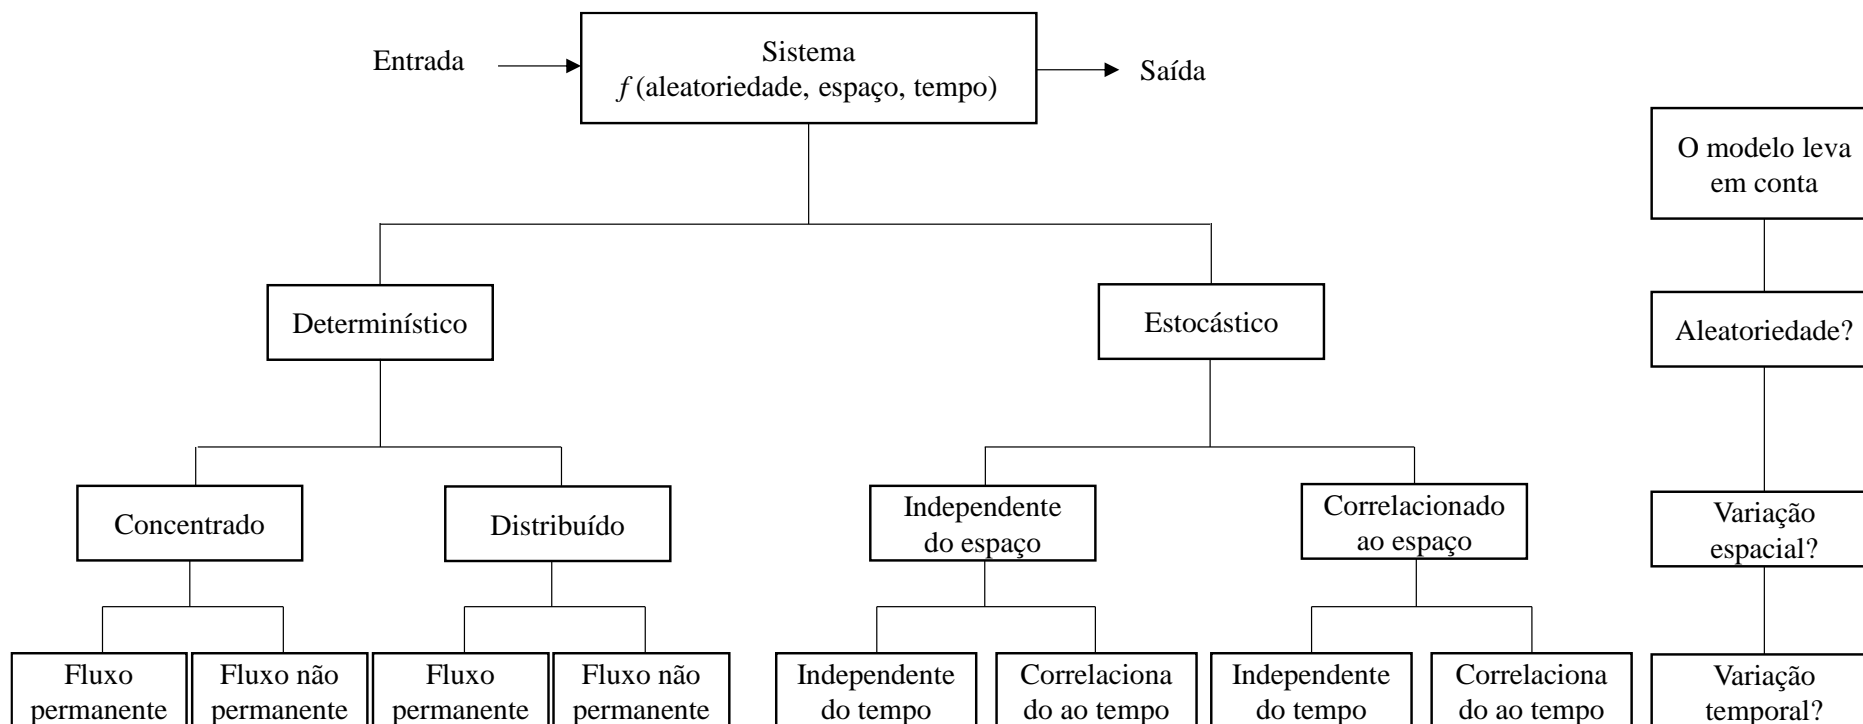 Entrada
Sistema
f (aleatoriedade, espaço, tempo)
Saída
O modelo leva
em conta
Determinístico
Estocástico
Aleatoriedade?
Concentrado
Distribuído
Independente
do espaço
Correlacionado
ao espaço
Variação
espacial?
Fluxo
permanente
Fluxo não
permanente
Fluxo
permanente
Fluxo não
permanente
Independente
do tempo
Correlaciona
do ao tempo
Independente
do tempo
Correlaciona
do ao tempo
Variação
temporal?